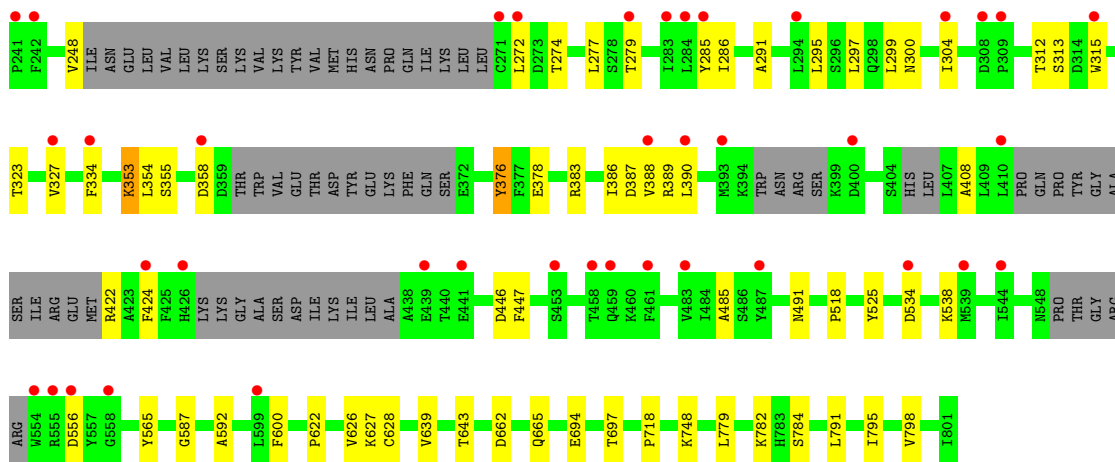 P241 F242 V248 ILE ASN GLU LEU VAL LEU LYS SER LYS VAL LYS TYR VAL MET HIS ASN PRO GLN ILE LYS LEU LEU C271 L272 D273 T274 L277 S278 T279 I283 L284 Y285 I286 A291 L294 L295 S296 L297 Q298 L299 N300 I304 D308 P309 T312 S313 D314 W315
T323 V327 F334 K353 L354 S355 D358 D359 THR TRP VAL GLU THR ASP TYR GLU LYS PHE GLN SER E372 V376 F377 E378 R383 I386 D387 V388 R389 L390 M393 K394 TRP ASN ARG SER K399 D400 S404 HIS LEU L407 A408 L409 L410 PRO GLN PRO TYR GLY ALA
SER ILE ARG GLU MET R422 A423 F424 F425 H426 LYS LYS GLY ALA SER ASP ILE LYS ILE LEU ALA A438 E439 T440 E441 D446 F447 S453 T458 Q459 K460 F461 V483 I484 A485 S486 Y487 N491 P518 Y525 D534 K538 M539 I544 N548 PRO THR GLY ARG
ARG W554 R555 D556 Y557 G558 Y565 G587 A592 L599 F600 P622 V626 K627 C628 V639 T643 D662 Q665 E694 T697 P718 K748 L779 K782 H783 S784 L791 I795 V798 I801